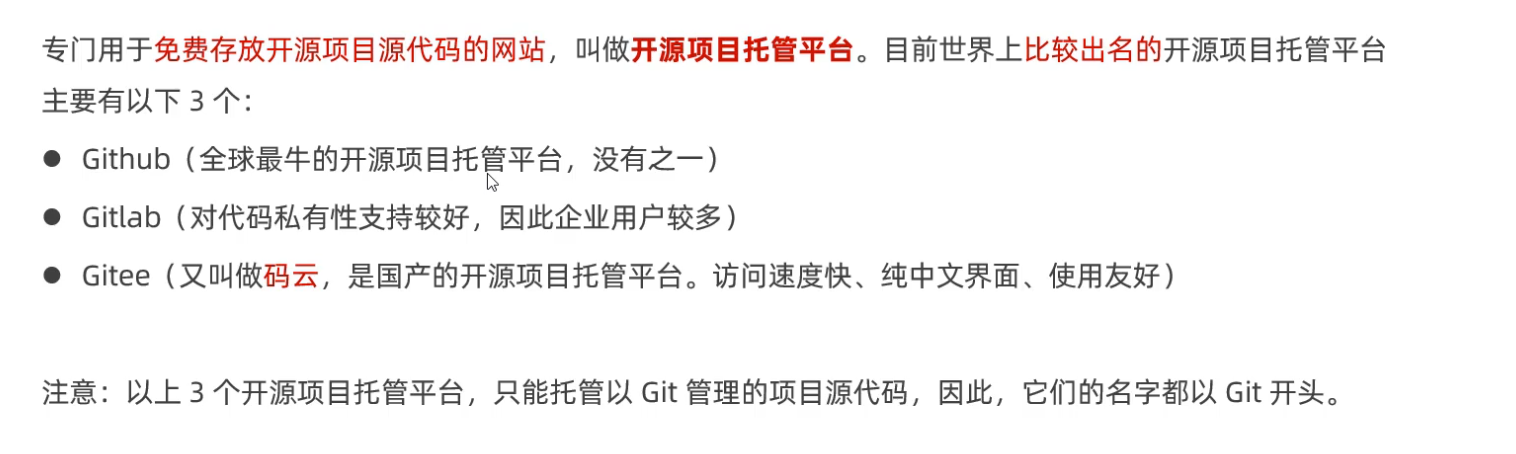 专门用于免费存放开源项目源代码的网站，叫做开源项目托管平台。目前世界上比较出名的开源项目托管平台
主要有以下 3 个：
● Github（全球最牛的开源项目托管平台，没有之一）
● Gitlab（对代码私有性支持较好，因此企业用户较多）
● Gitee（又叫做码云，是国产的开源项目托管平台。访问速度快、纯中文界面、使用友好）
注意：以上 3 个开源项目托管平台，只能托管以 Git 管理的项目源代码，因此，它们的名字都以 Git 开头。